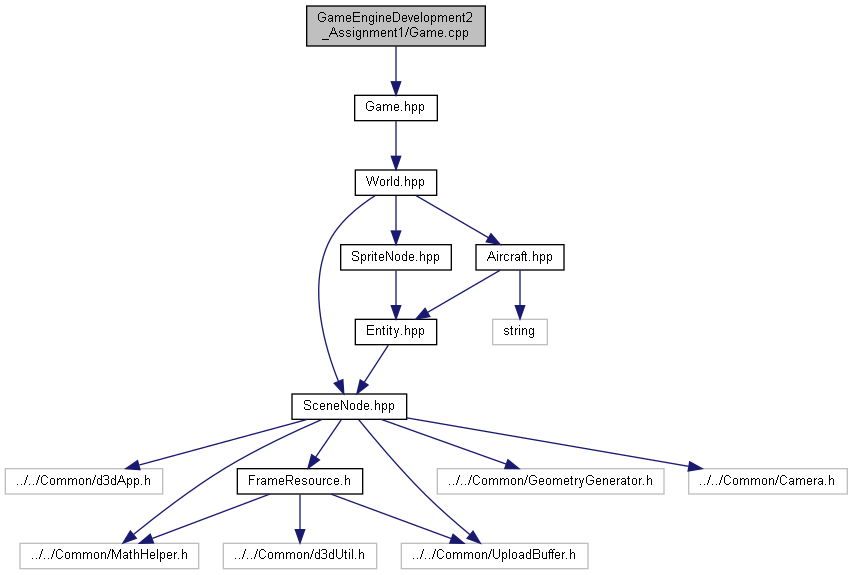 GameEngineDevelopment2
_Assignment1/Game.cpp
Game.hpp
World.hpp
SpriteNode.hpp
Aircraft.hpp
Entity.hpp
string
SceneNode.hpp
../../Common/d3dApp.h
FrameResource.h
../../Common/GeometryGenerator.h
../../Common/Camera.h
../../Common/MathHelper.h
../../Common/d3dUtil.h
../../Common/UploadBuffer.h